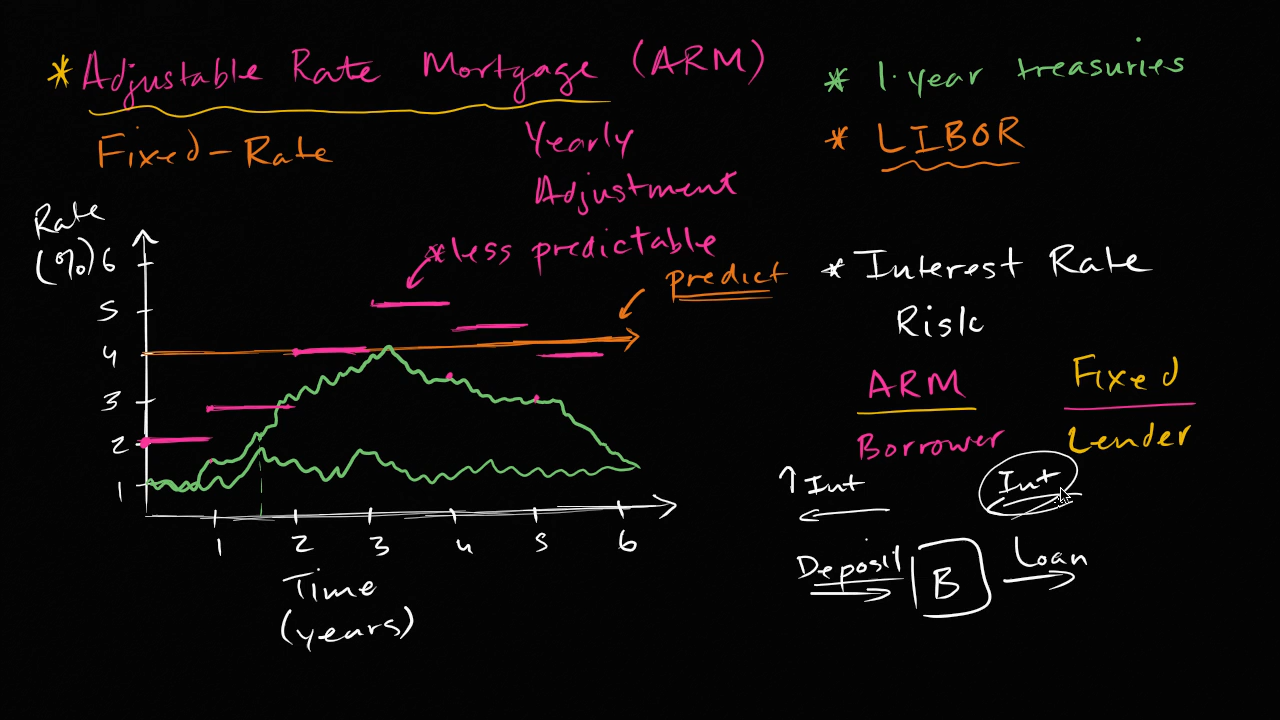 * Adjustable Rate Mortgage (ARM)
Fixed-Rate
Yearly
Adjustment
*less predictable
predict
Rate
(%)
6
5
4
3
2
1
1 2 3 4 5 6
Time
(years)
* 1-year treasuries
* LIBOR
* Interest Rate
Risk
ARM Fixed
Borrower Lender
↑ Int Int
Deposit B Loan